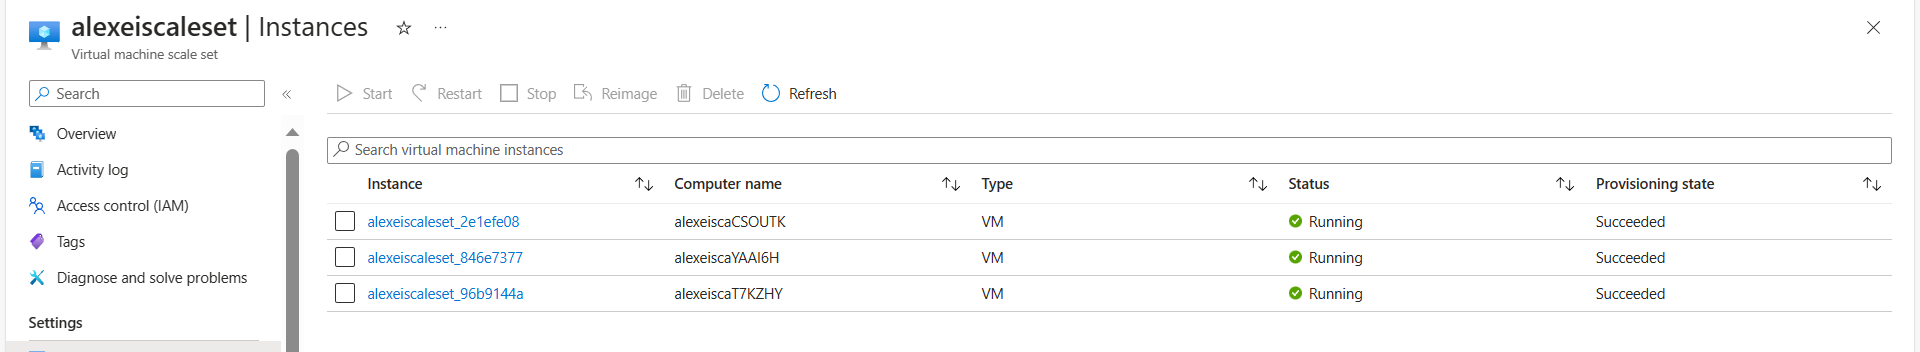 alexeiscaleset | Instances ☆ ···
Virtual machine scale set
Search «
Start Restart Stop Reimage Delete Refresh
Overview
Activity log
Access control (IAM)
Tags
Diagnose and solve problems
Settings
Search virtual machine instances
Instance Computer name Type Status Provisioning state
alexeiscaleset_2e1efe08 alexeiscaCSOUTK VM Running Succeeded
alexeiscaleset_846e7377 alexeiscaYAAI6H VM Running Succeeded
alexeiscaleset_96b9144a alexeiscaT7KZHY VM Running Succeeded